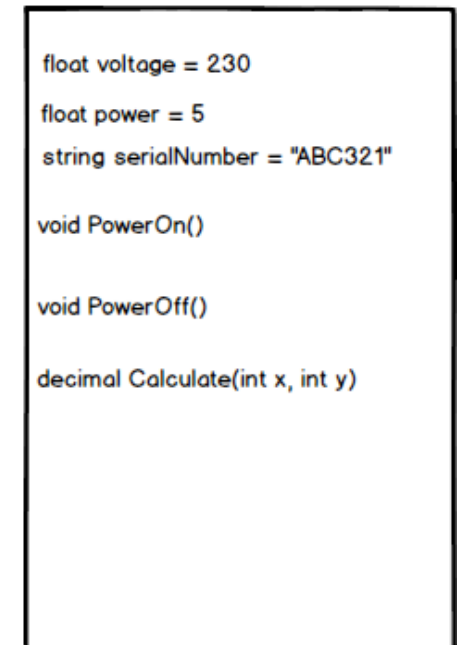 float voltage = 230
float power = 5
string serialNumber = "ABC321"
void PowerOn()
void PowerOff()
decimal Calculate(int x, int y)